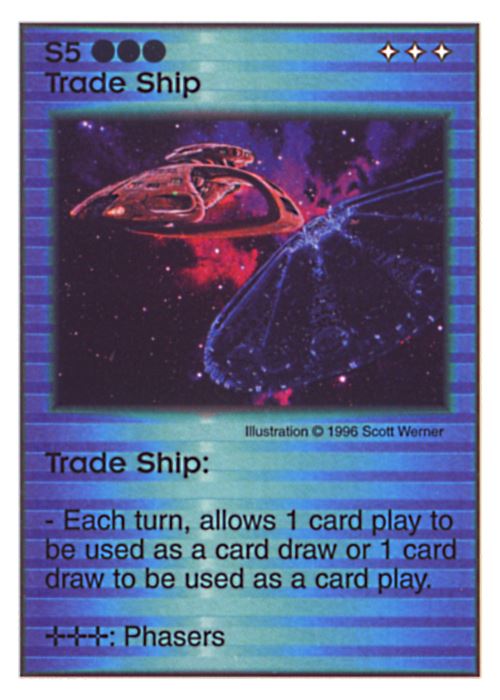 S5 ●●●
Trade Ship
Illustration © 1996 Scott Werner
Trade Ship:
- Each turn, allows 1 card play to
be used as a card draw or 1 card
draw to be used as a card play.
✛✛✛: Phasers